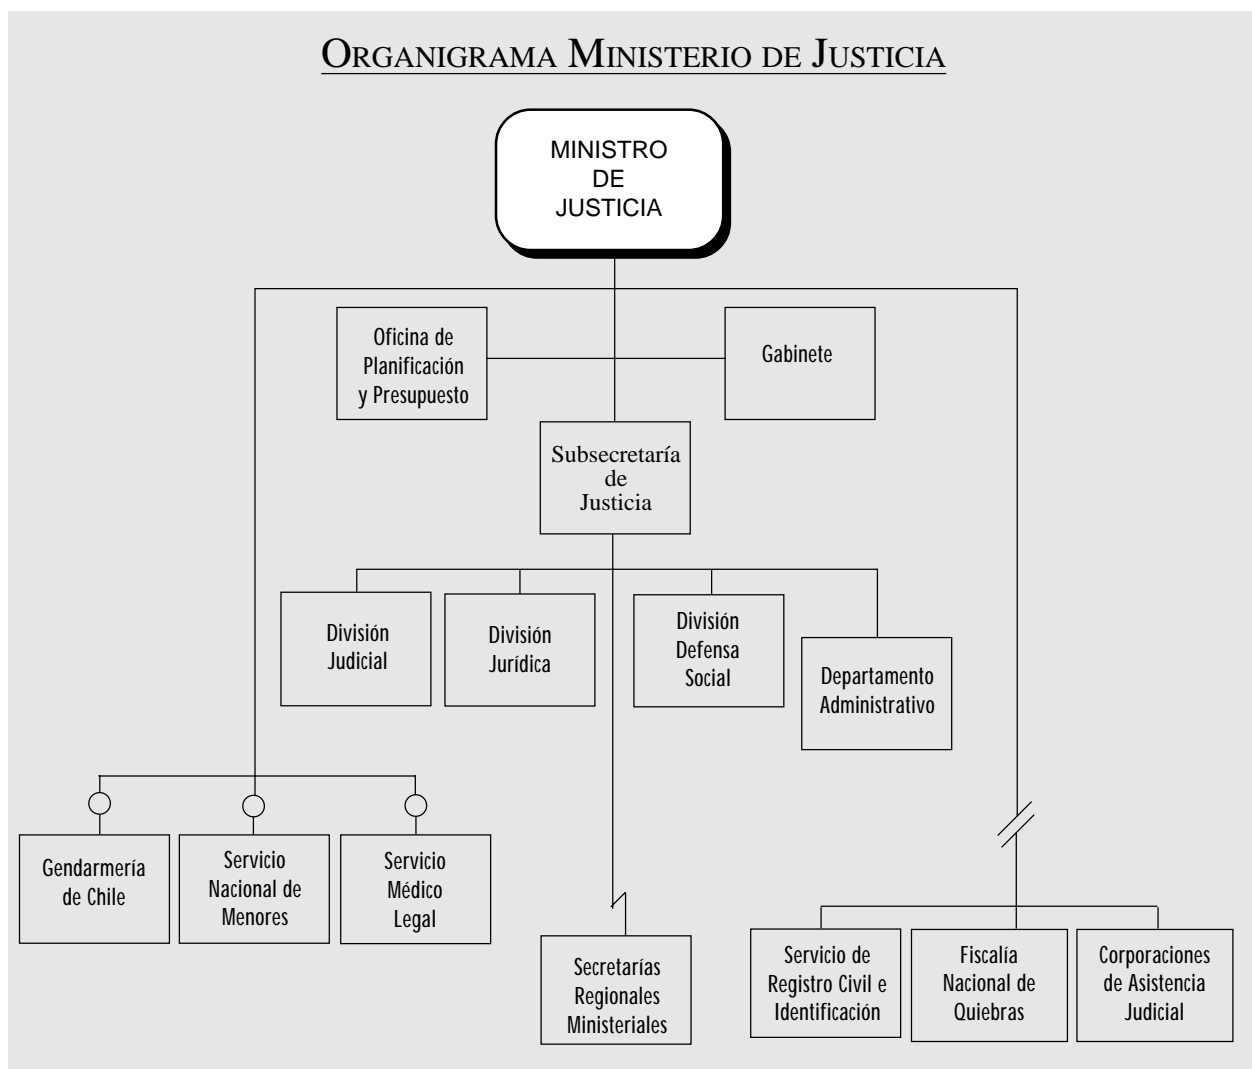 ORGANIGRAMA MINISTERIO DE JUSTICIA
MINISTRO
DE
JUSTICIA
Oficina de
Planificación
y Presupuesto
Gabinete
Subsecretaría
de
Justicia
División
Judicial
División
Jurídica
División
Defensa
Social
Departamento
Administrativo
Gendarmería
de Chile
Servicio
Nacional de
Menores
Servicio
Médico
Legal
Secretarías
Regionales
Ministeriales
Servicio de
Registro Civil e
Identificación
Fiscalía
Nacional de
Quiebras
Corporaciones
de Asistencia
Judicial